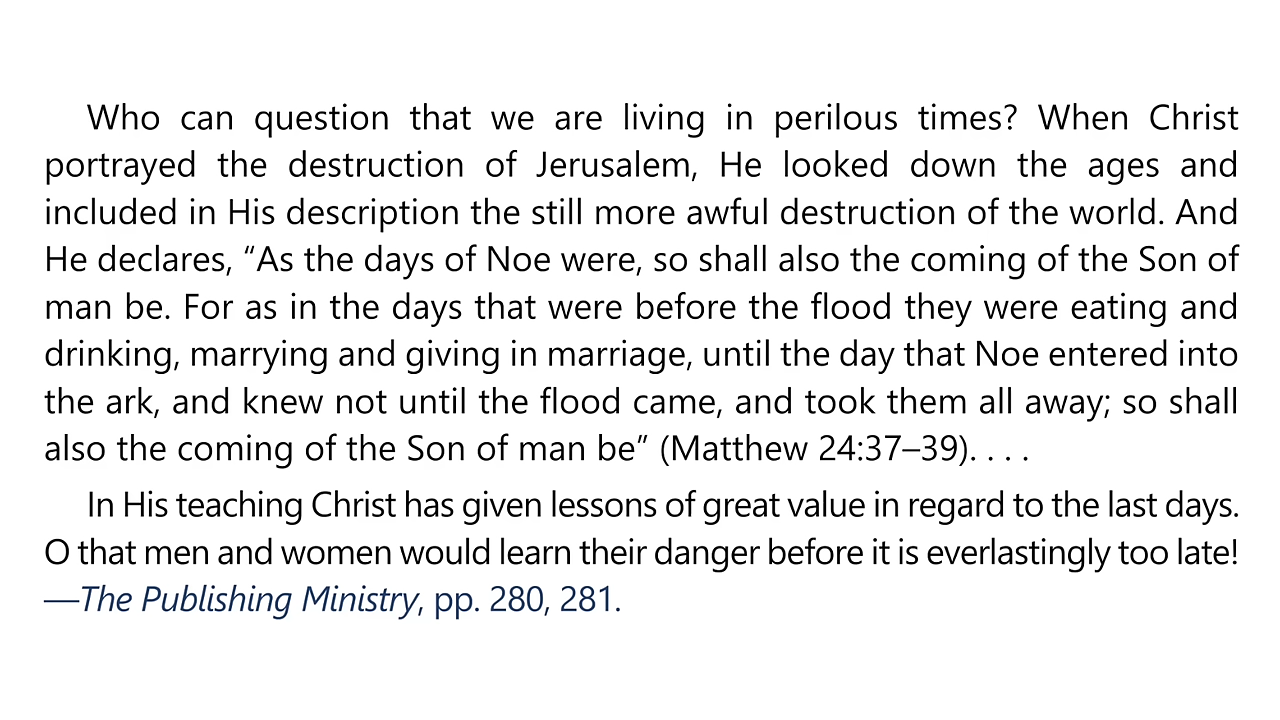 Who can question that we are living in perilous times? When Christ
portrayed the destruction of Jerusalem, He looked down the ages and
included in His description the still more awful destruction of the world. And
He declares, “As the days of Noe were, so shall also the coming of the Son of
man be. For as in the days that were before the flood they were eating and
drinking, marrying and giving in marriage, until the day that Noe entered into
the ark, and knew not until the flood came, and took them all away; so shall
also the coming of the Son of man be” (Matthew 24:37–39). . . .
In His teaching Christ has given lessons of great value in regard to the last days.
O that men and women would learn their danger before it is everlastingly too late!
—The Publishing Ministry, pp. 280, 281.